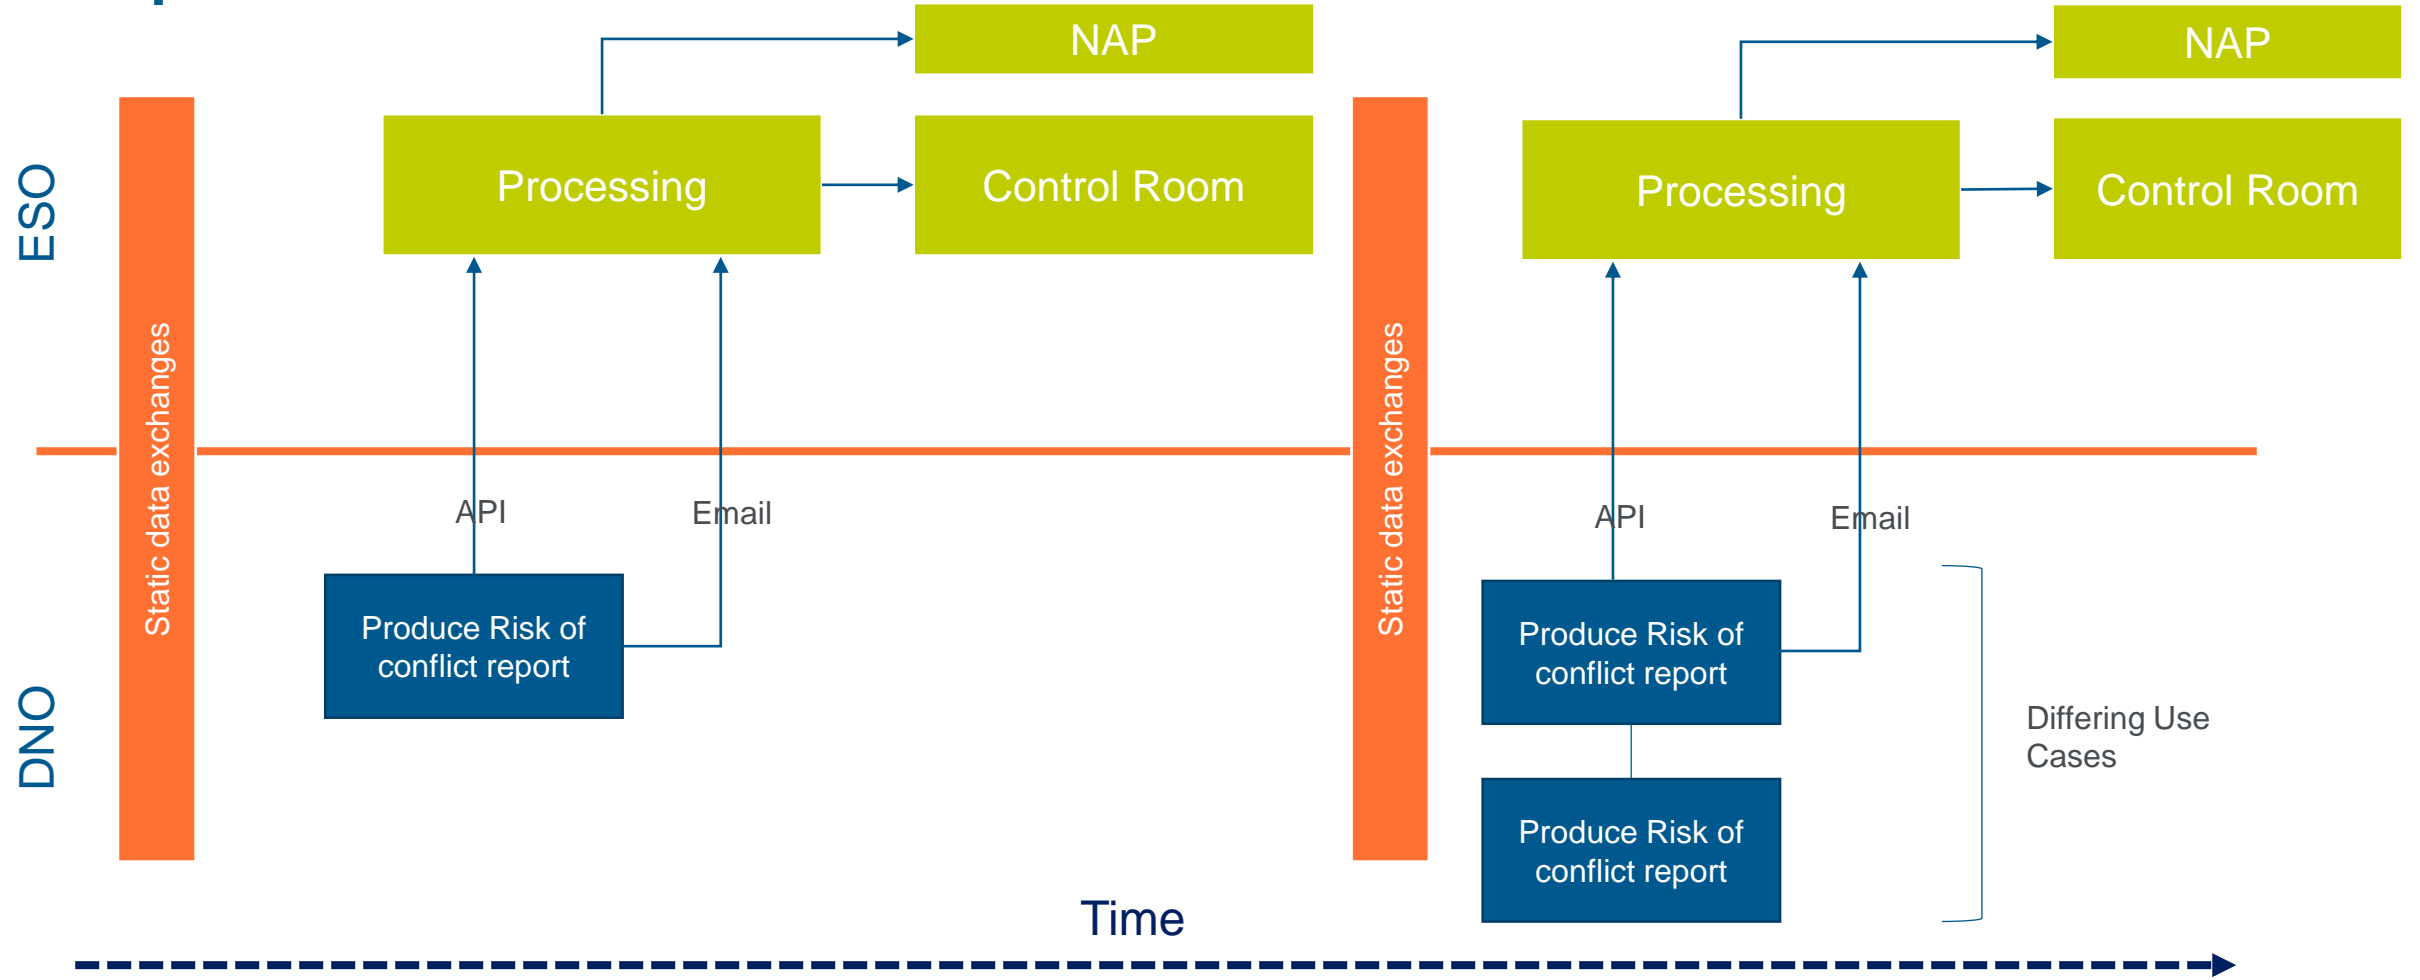 NAP
NAP
Processing
Control Room
Processing
Control Room
ESO
Static data exchanges
Static data exchanges
API
Email
API
Email
Produce Risk of
conflict report
Produce Risk of
conflict report
DNO
Differing Use
Cases
Produce Risk of
conflict report
Time